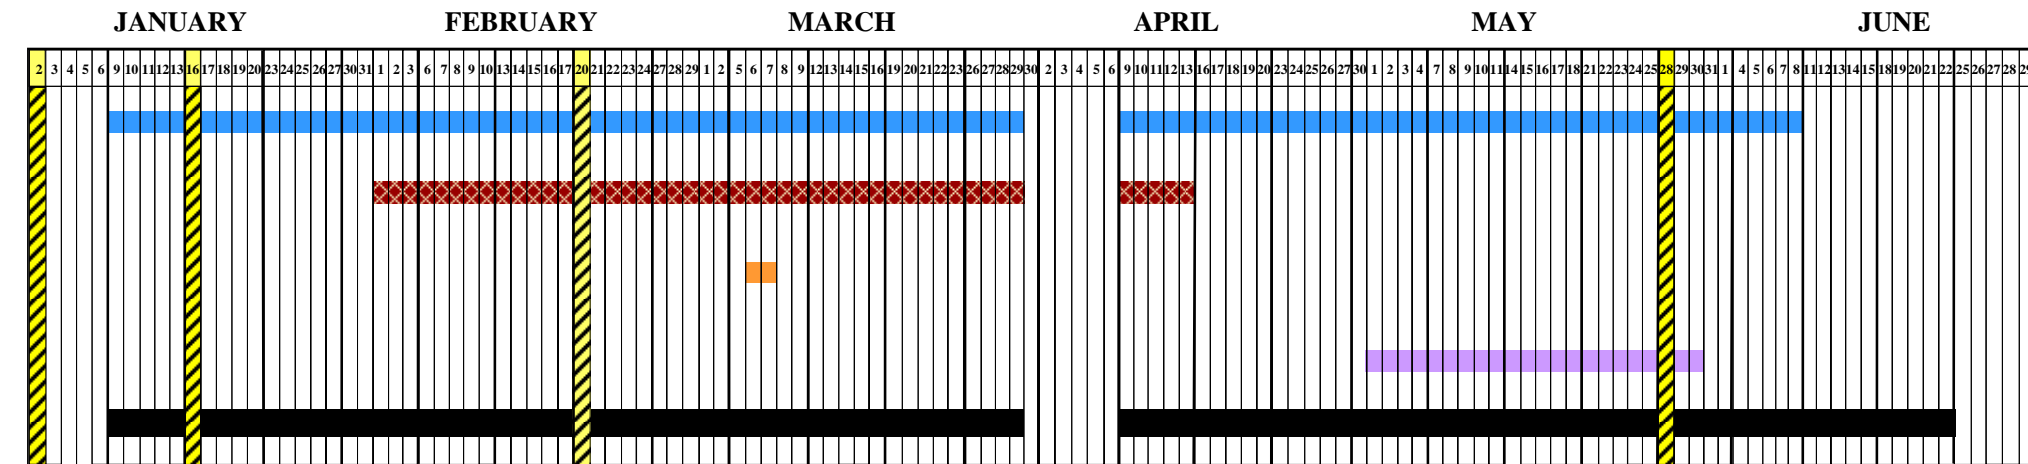 JANUARY FEBRUARY MARCH APRIL MAY JUNE
2 3 4 5 6 9 10 11 12 13 16 17 18 19 20 23 24 25 26 27 30 31 1 2 3 6 7 8 9 10 13 14 15 16 17 20 21 22 23 24 27 28 29 1 2 5 6 7 8 9 12 13 14 15 16 19 20 21 22 23 26 27 28 29 30 2 3 4 5 6 9 10 11 12 13 16 17 18 19 20 23 24 25 26 27 30 1 2 3 4 7 8 9 10 11 14 15 16 17 18 21 22 23 24 25 28 29 30 31 1 4 5 6 7 8 11 12 13 14 15 18 19 20 21 22 25 26 27 28 29